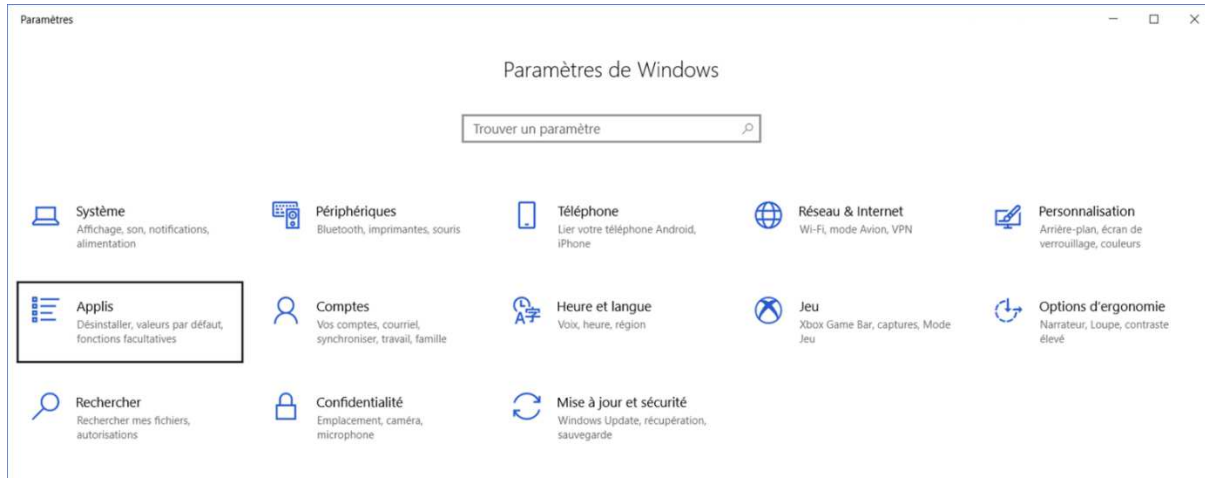 Paramètres
Paramètres de Windows
Trouver un paramètre
Système
Affichage, son, notifications,
alimentation
Périphériques
Bluetooth, imprimantes, souris
Téléphone
Lier votre téléphone Android,
iPhone
Réseau & Internet
Wi-Fi, mode Avion, VPN
Personnalisation
Arrière-plan, écran de
verrouillage, couleurs
Applis
Désinstaller, valeurs par défaut,
fonctions facultatives
Comptes
Vos comptes, courriel,
synchroniser, travail, famille
Heure et langue
Voix, heure, région
Jeu
Xbox Game Bar, captures, Mode
Jeu
Options d'ergonomie
Narrateur, Loupe, contraste
élevé
Rechercher
Rechercher mes fichiers,
autorisations
Confidentialité
Emplacement, caméra,
microphone
Mise à jour et sécurité
Windows Update, récupération,
sauvegarde